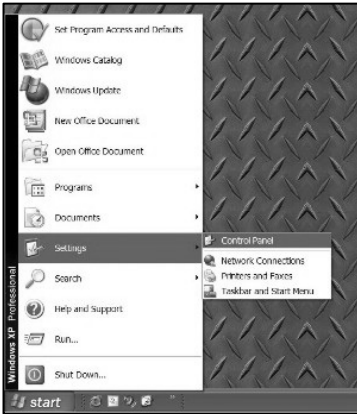 Set Program Access and Defaults
Windows Catalog
Windows Update
New Office Document
Open Office Document
Programs
Documents
Settings
Control Panel
Network Connections
Printers and Faxes
Taskbar and Start Menu
Search
Help and Support
Run...
Shut Down...
Windows XP Professional
start